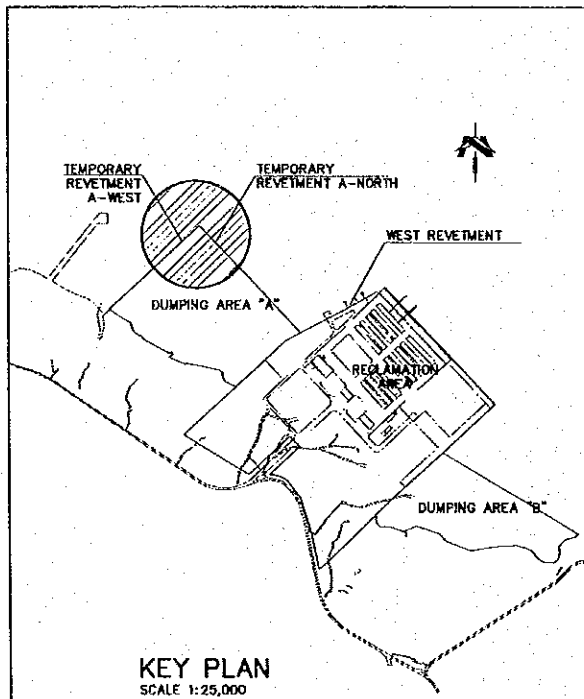 TEMPORARY
REVETMENT
A-WEST
TEMPORARY
REVETMENT A-NORTH
WEST REVETMENT
DUMPING AREA "A"
RECLAMATION
AREA
DUMPING AREA "B"
KEY PLAN
SCALE 1:25,000